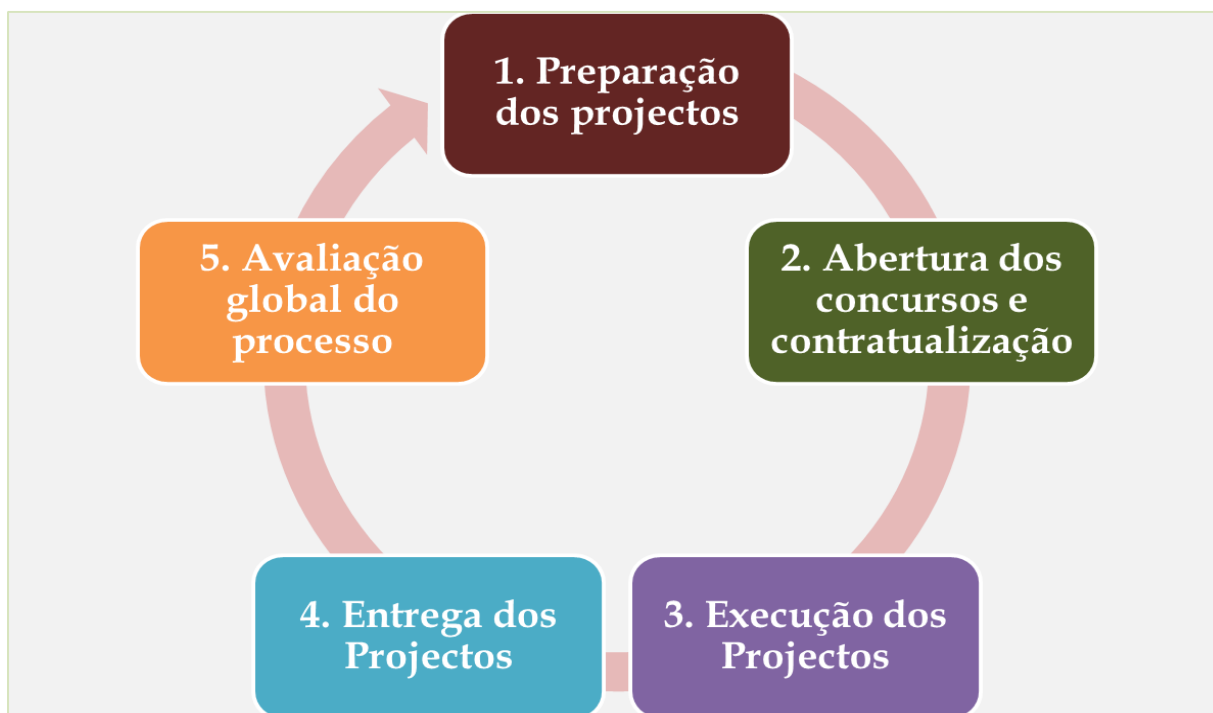 1. Preparação
dos projectos
2. Abertura dos
concursos e
contratualização
3. Execução dos
Projectos
4. Entrega dos
Projectos
5. Avaliação
global do
processo